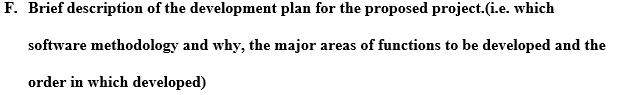 F. Brief description of the development plan for the proposed project.(i.e. which
software methodology and why, the major areas of functions to be developed and the
order in which developed)